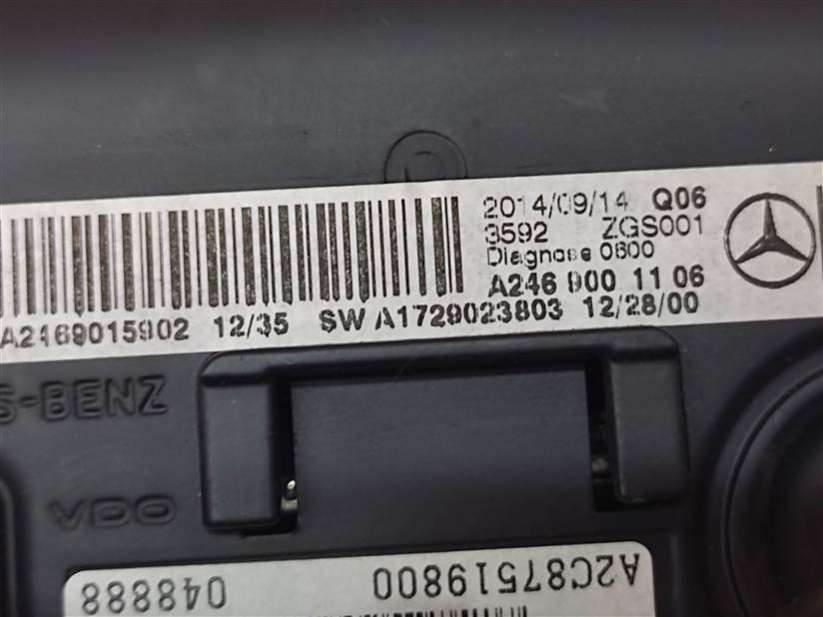 2014/09/14 Q06
3592 ZGS001
Diagnose 0800
A246 900 11 06
A2469015902 12/35 SW A1729023803 12/28/00
S-BENZ
VDO
A2C87519800
048888